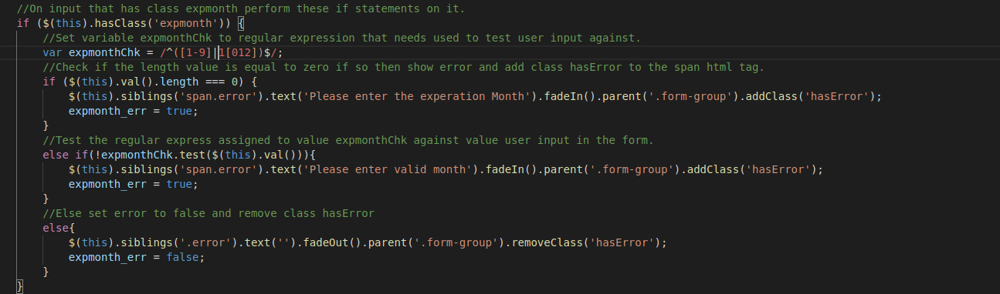 //On input that has class expmonth perform these if statements on it.
if ($(this).hasClass('expmonth')) {
//Set variable expmonthChk to regular expression that needs used to test user input against.
var expmonthChk = /^([1-9]|1[012])$/;
//Check if the length value is equal to zero if so then show error and add class hasError to the span html tag.
if ($(this).val().length === 0) {
$(this).siblings('span.error').text('Please enter the experation Month').fadeIn().parent('.form-group').addClass('hasError');
expmonth_err = true;
}
//Test the regular express assigned to value expmonthChk against value user input in the form.
else if(!expmonthChk.test($(this).val())){
$(this).siblings('span.error').text('Please enter valid month').fadeIn().parent('.form-group').addClass('hasError');
expmonth_err = true;
}
//Else set error to false and remove class hasError
else{
$(this).siblings('.error').text('').fadeOut().parent('.form-group').removeClass('hasError');
expmonth_err = false;
}
}